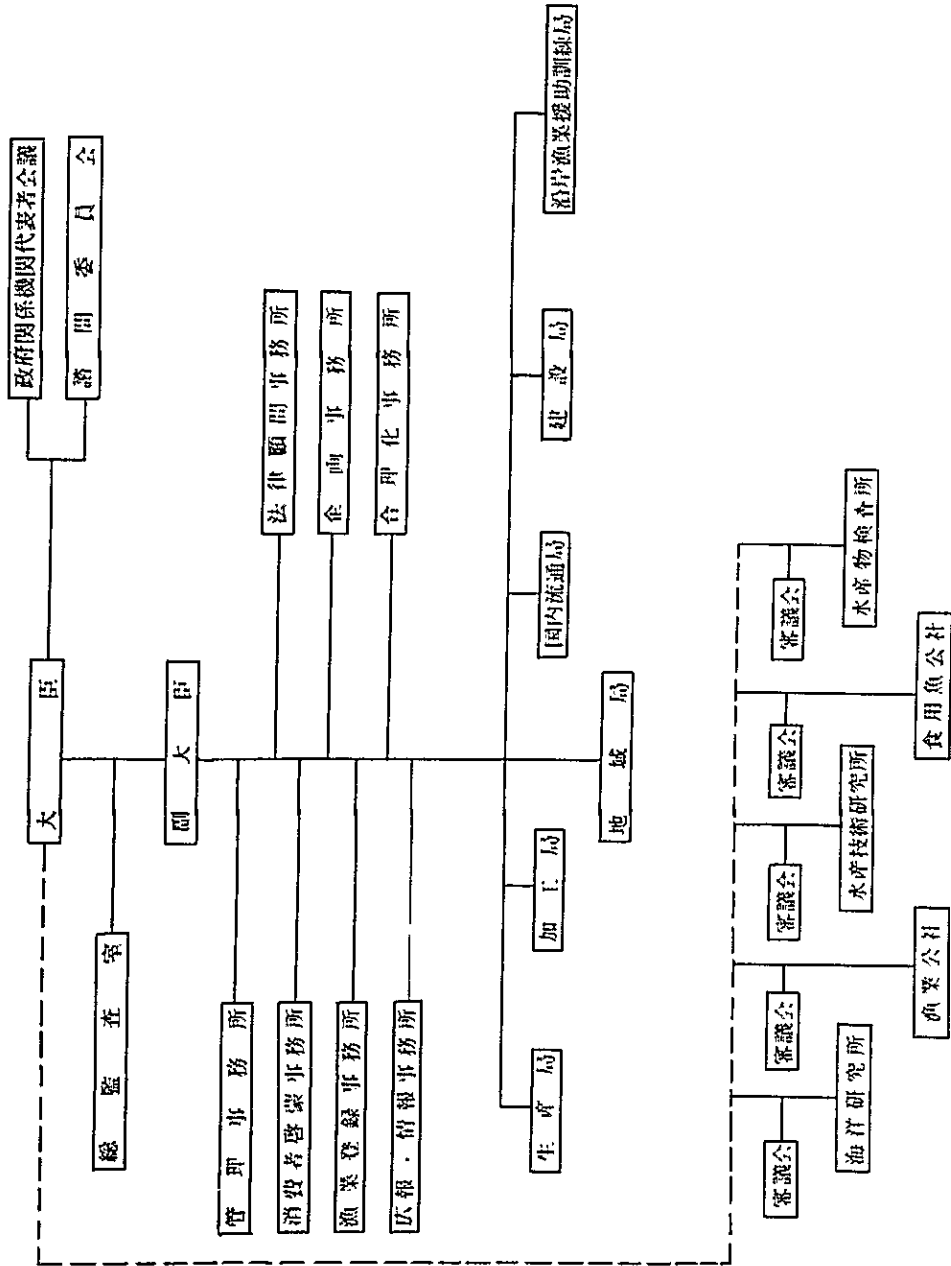 政府関係機関代表者会議
諮問委員会
大臣
総監査室
副大臣
法律顧問事務所
企画事務所
合理化事務所
管理事務所
消費者啓蒙事務所
漁業登録事務所
広報・情報事務所
生産局
加工局
国内流通局
建設局
沿岸漁業援助訓練局
地域局
審議会
海洋研究所
審議会
漁業公社
審議会
水産技術研究所
審議会
食用魚公社
審議会
水産物検査所